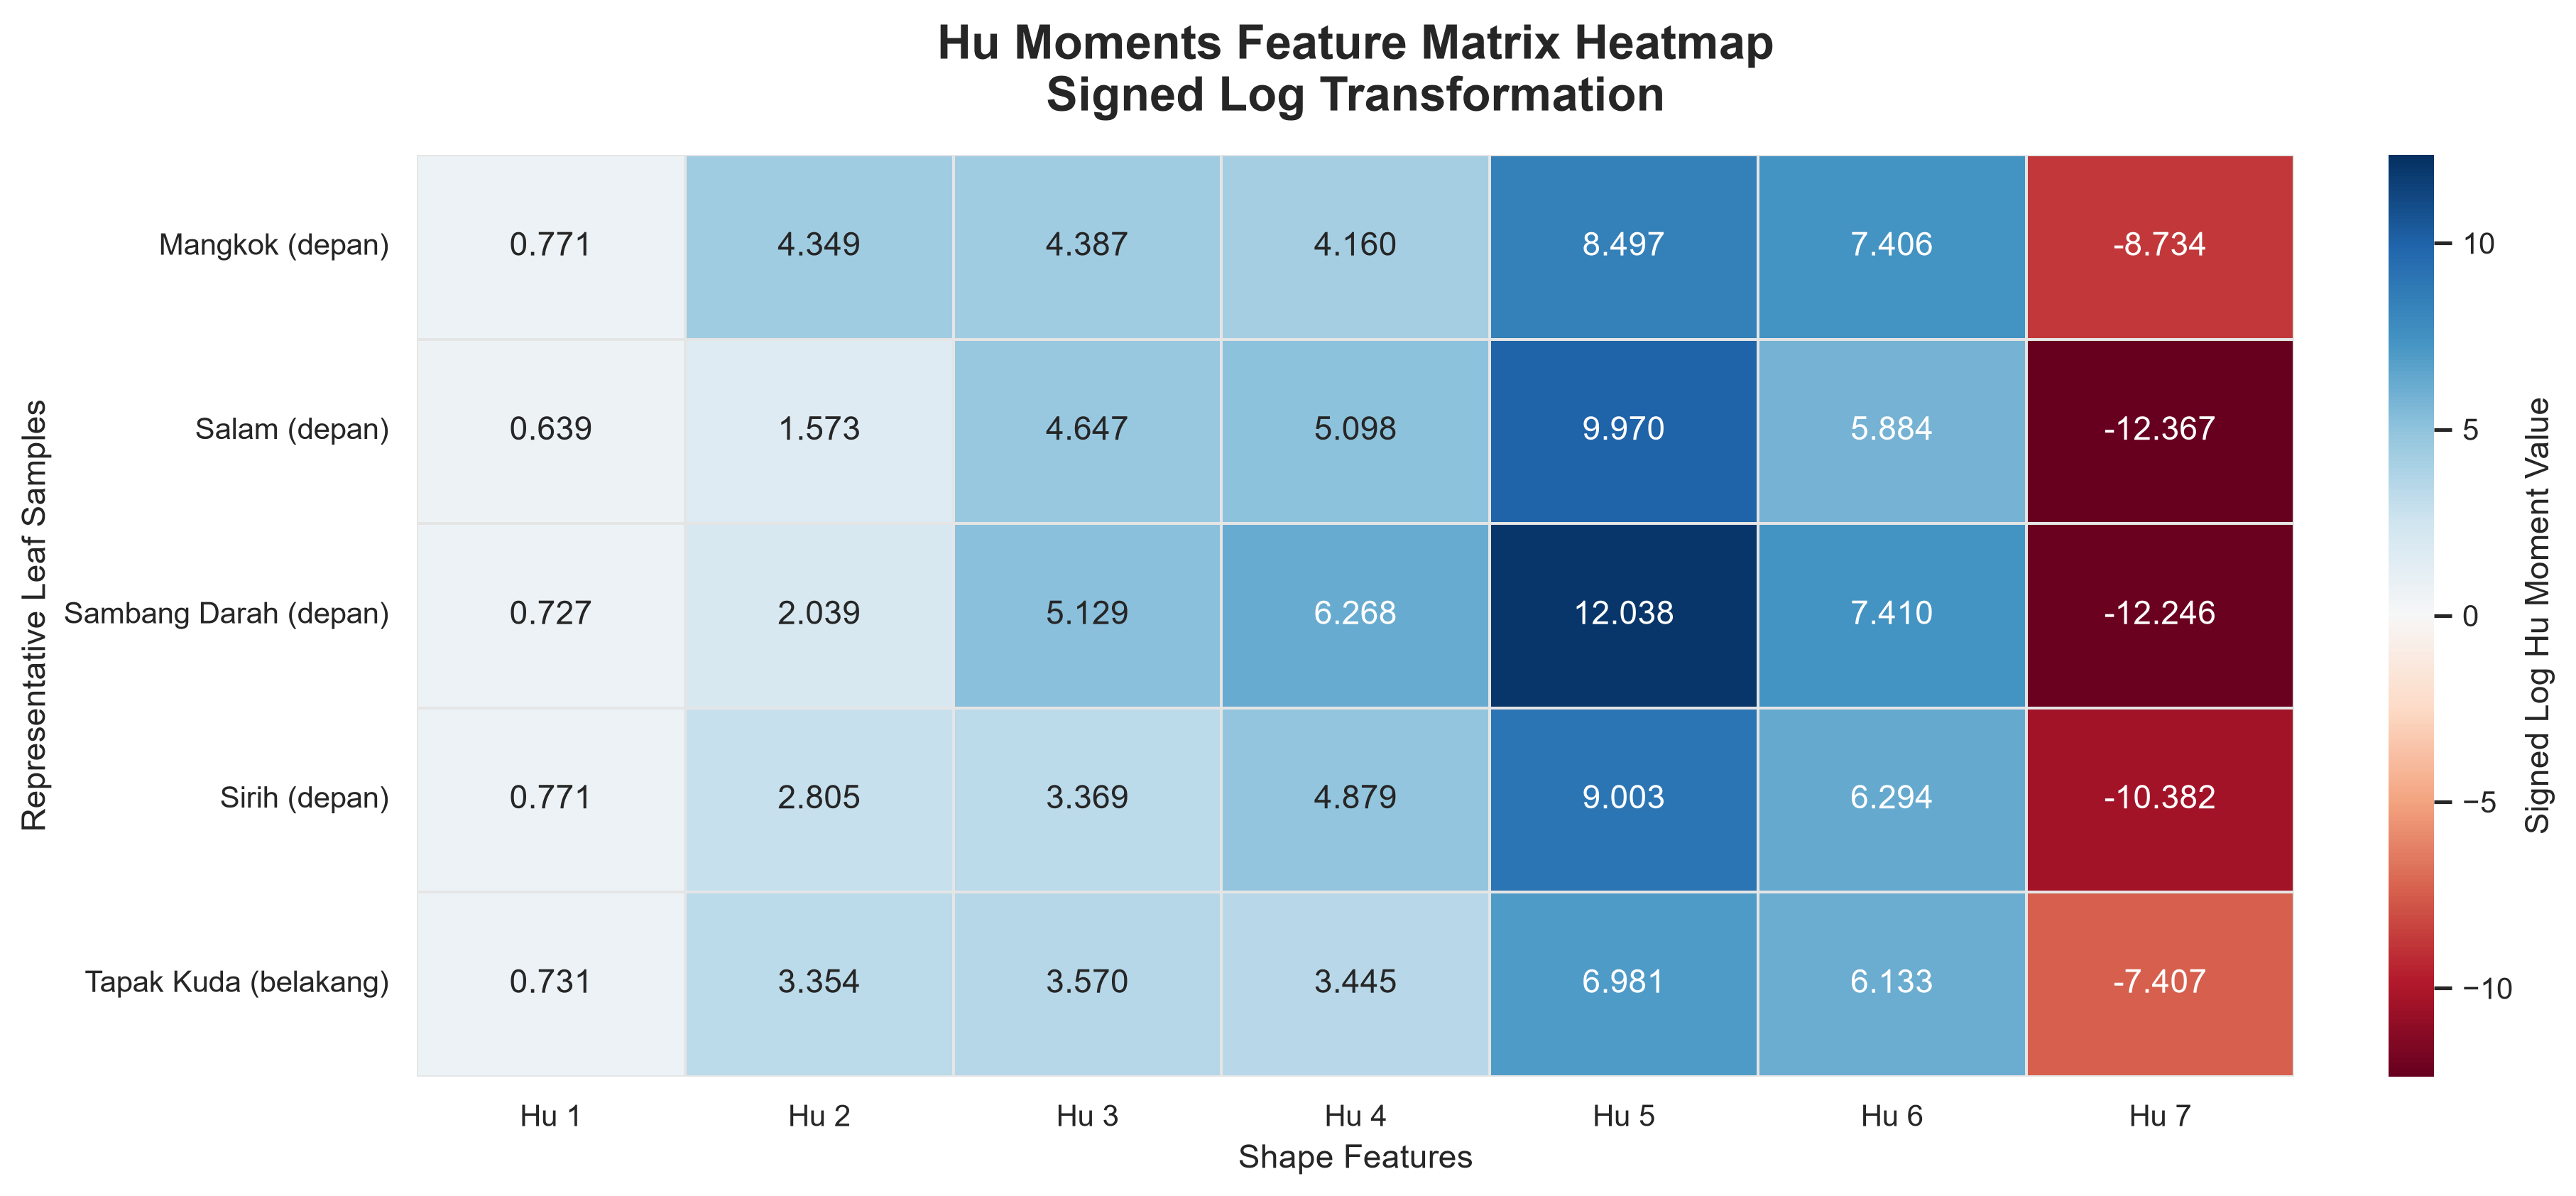 Hu Moments Feature Matrix Heatmap
Signed Log Transformation
Representative Leaf Samples
Mangkok (depan) 0.771 4.349 4.387 4.160 8.497 7.406 -8.734
Salam (depan) 0.639 1.573 4.647 5.098 9.970 5.884 -12.367
Sambang Darah (depan) 0.727 2.039 5.129 6.268 12.038 7.410 -12.246
Sirih (depan) 0.771 2.805 3.369 4.879 9.003 6.294 -10.382
Tapak Kuda (belakang) 0.731 3.354 3.570 3.445 6.981 6.133 -7.407
Hu 1 Hu 2 Hu 3 Hu 4 Hu 5 Hu 6 Hu 7
Shape Features
10
5
0
−5
−10
Signed Log Hu Moment Value